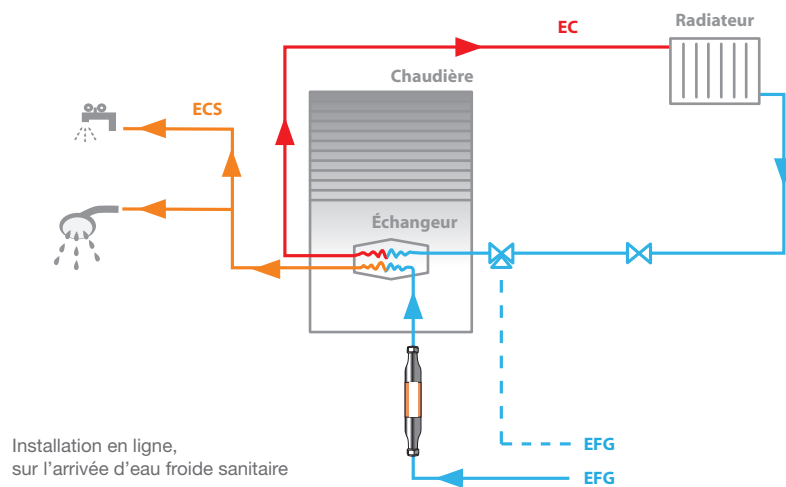 Radiateur
EC
Chaudière
ECS
Échangeur
EFG
EFG
Installation en ligne,
sur l’arrivée d’eau froide sanitaire